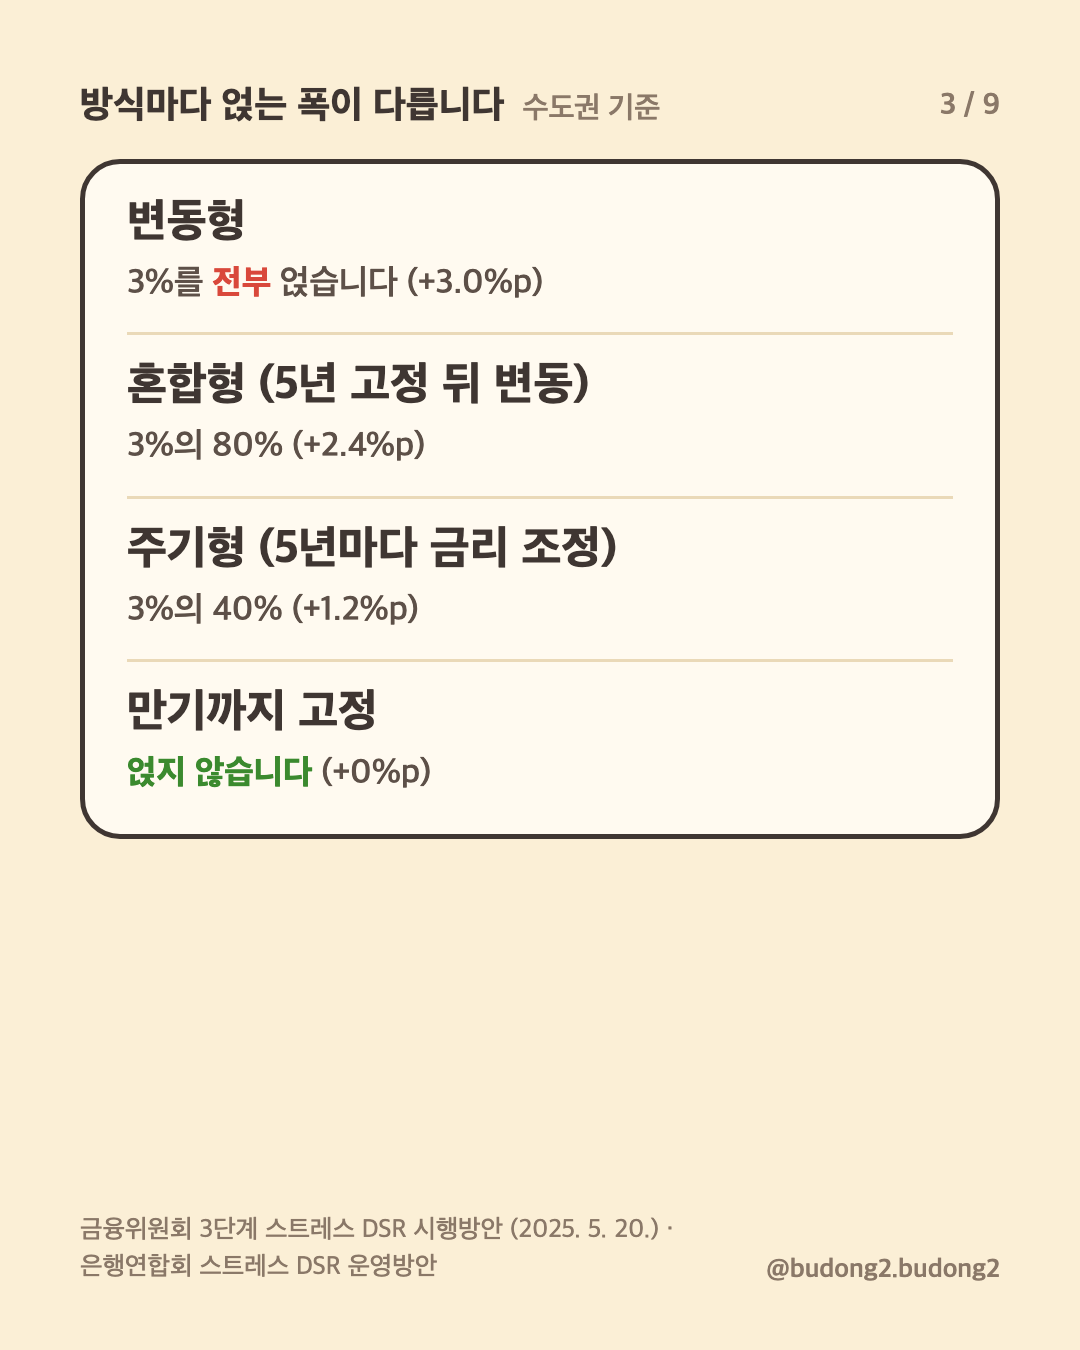 방식마다 얹는 폭이 다릅니다 수도권 기준 3 / 9
변동형
3%를 전부 얹습니다 (+3.0%p)
혼합형 (5년 고정 뒤 변동)
3%의 80% (+2.4%p)
주기형 (5년마다 금리 조정)
3%의 40% (+1.2%p)
만기까지 고정
얹지 않습니다 (+0%p)
금융위원회 3단계 스트레스 DSR 시행방안 (2025. 5. 20.) ·
은행연합회 스트레스 DSR 운영방안
@budong2.budong2